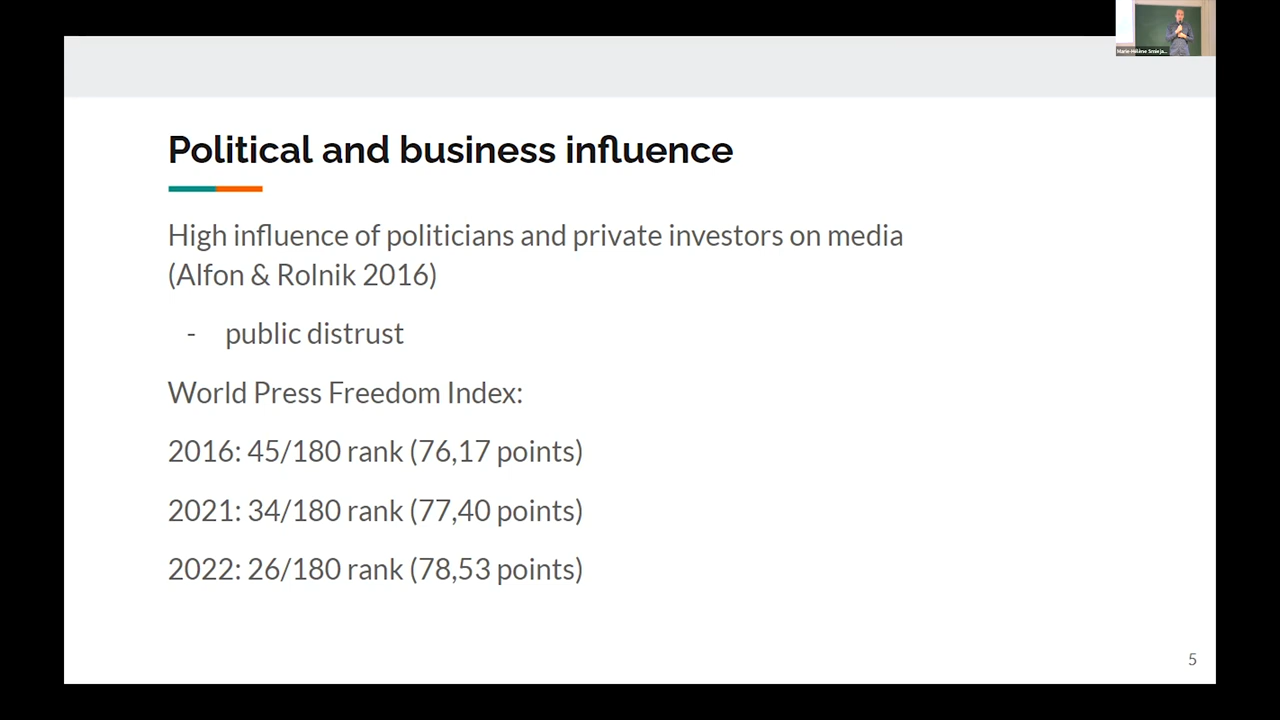 Political and business influence
High influence of politicians and private investors on media
(Alfon & Rolnik 2016)
- public distrust
World Press Freedom Index:
2016: 45/180 rank (76,17 points)
2021: 34/180 rank (77,40 points)
2022: 26/180 rank (78,53 points)
5